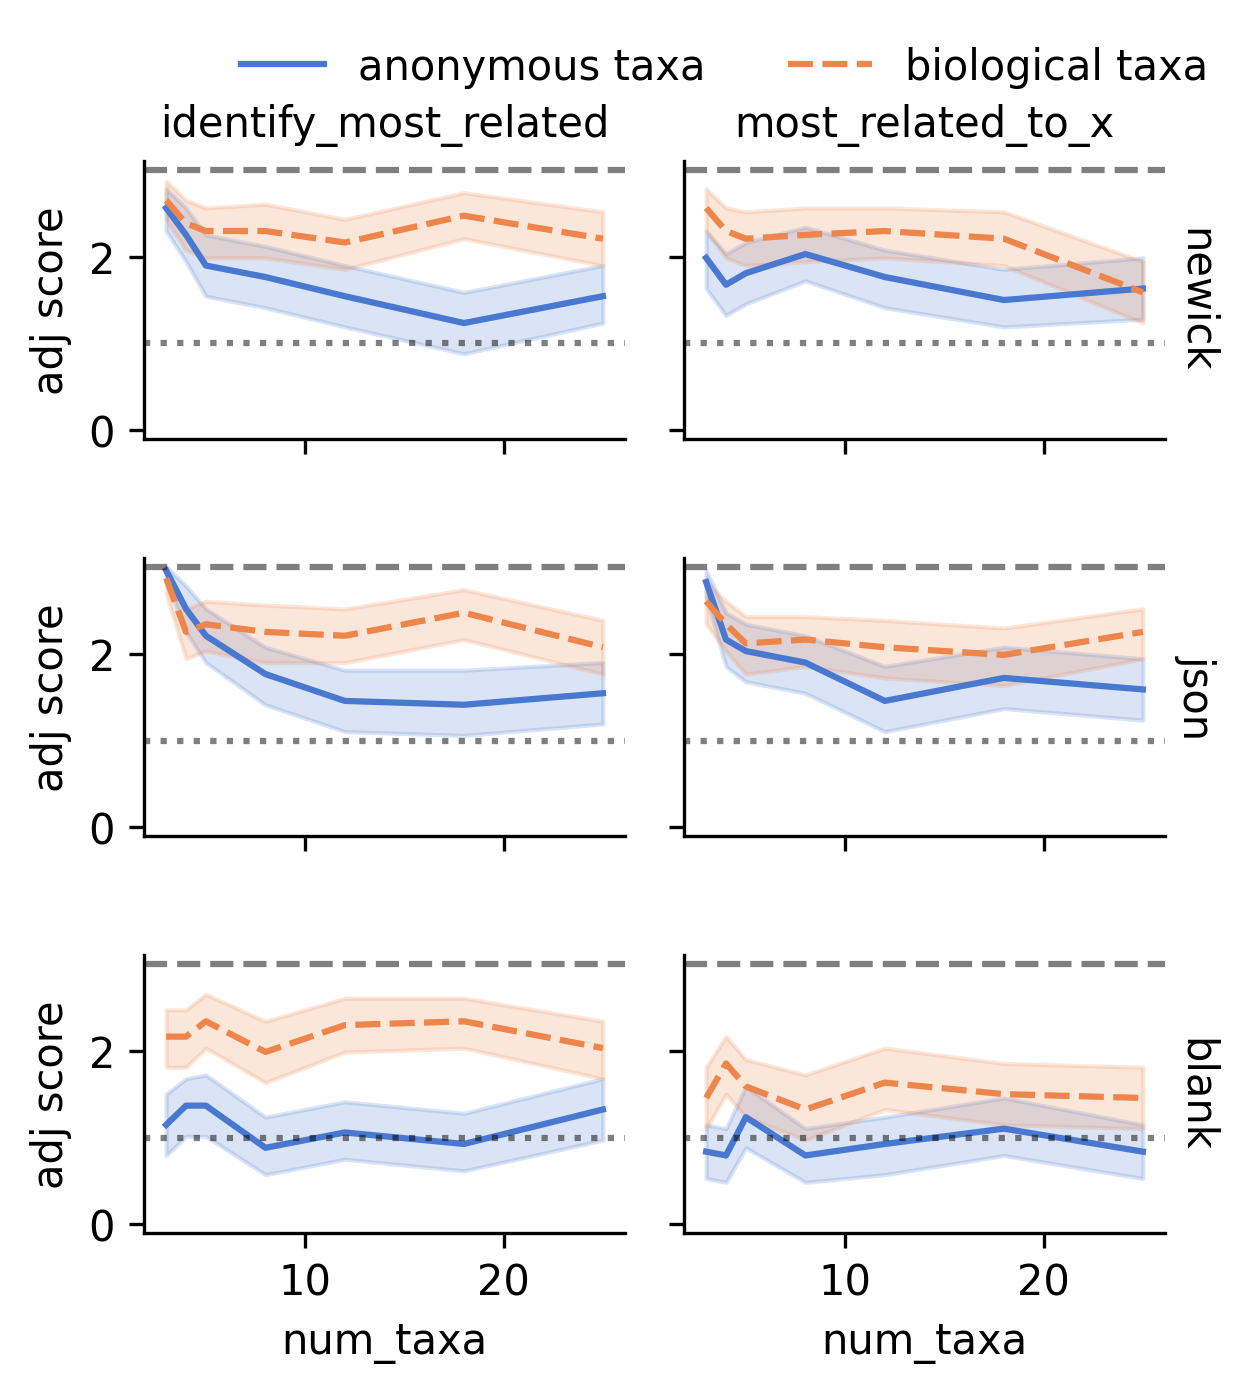 anonymous taxa biological taxa
identify_most_related most_related_to_x
adj score
2
0
newick
adj score
2
0
json
adj score
2
0
blank
10 20 10 20
num_taxa num_taxa